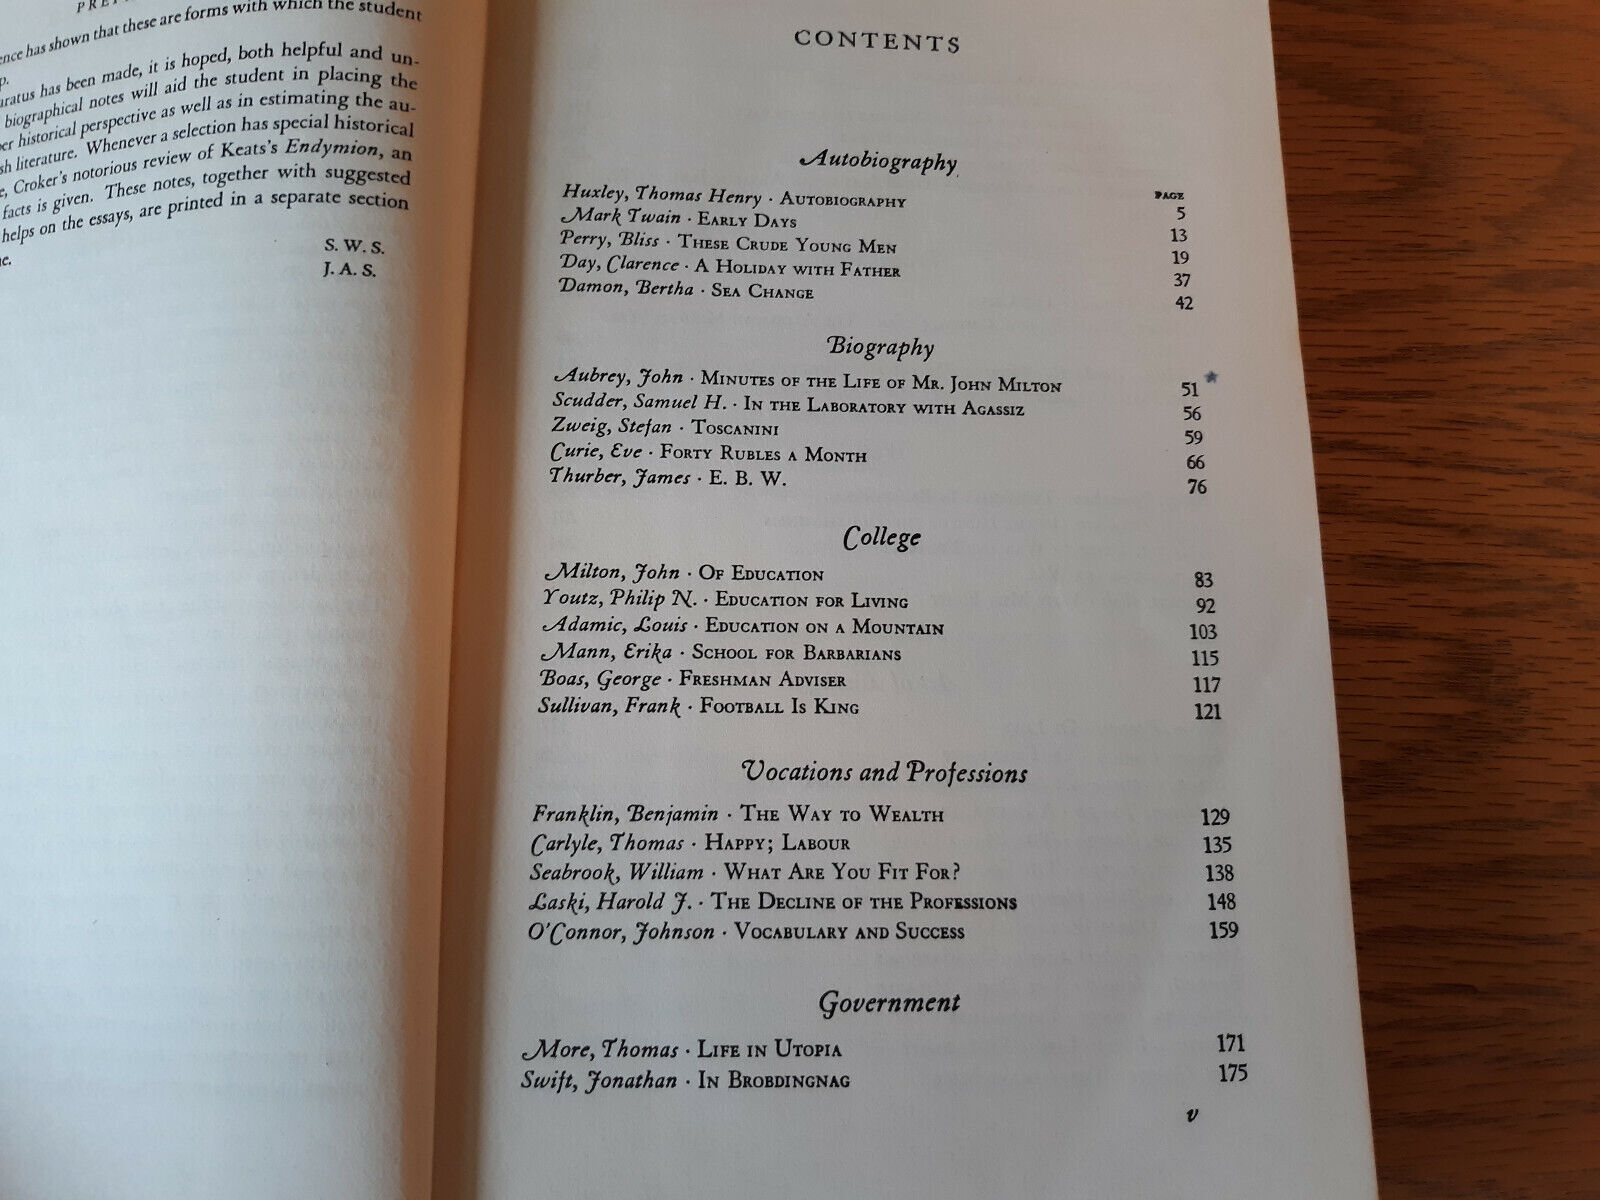 ence has shown that these are forms with which the student
p.
aratus has been made, it is hoped, both helpful and un-
biographical notes will aid the student in placing the
er historical perspective as well as in estimating the au-
sh literature. Whenever a selection has special historical
e, Croker's notorious review of Keats's Endymion, an
facts is given. These notes, together with suggested
helps on the essays, are printed in a separate section
e.
S. W. S.
J. A. S.
CONTENTS
Autobiography
PAGE
Huxley, Thomas Henry · AUTOBIOGRAPHY 5
Mark Twain · EARLY DAYS 13
Perry, Bliss · THESE CRUDE YOUNG MEN 19
Day, Clarence · A HOLIDAY WITH FATHER 37
Damon, Bertha · SEA CHANGE 42
Biography
Aubrey, John · MINUTES OF THE LIFE OF MR. JOHN MILTON 51
Scudder, Samuel H. · IN THE LABORATORY WITH AGASSIZ 56
Zweig, Stefan · TOSCANINI 59
Curie, Eve · FORTY RUBLES A MONTH 66
Thurber, James · E. B. W. 76
College
Milton, John · OF EDUCATION 83
Youtz, Philip N. · EDUCATION FOR LIVING 92
Adamic, Louis · EDUCATION ON A MOUNTAIN 103
Mann, Erika · SCHOOL FOR BARBARIANS 115
Boas, George · FRESHMAN ADVISER 117
Sullivan, Frank · FOOTBALL IS KING 121
Vocations and Professions
Franklin, Benjamin · THE WAY TO WEALTH 129
Carlyle, Thomas · HAPPY; LABOUR 135
Seabrook, William · WHAT ARE YOU FIT FOR? 138
Laski, Harold J. · THE DECLINE OF THE PROFESSIONS 148
O'Connor, Johnson · VOCABULARY AND SUCCESS 159
Government
More, Thomas · LIFE IN UTOPIA 171
Swift, Jonathan · IN BROBDINGNAG 175
v